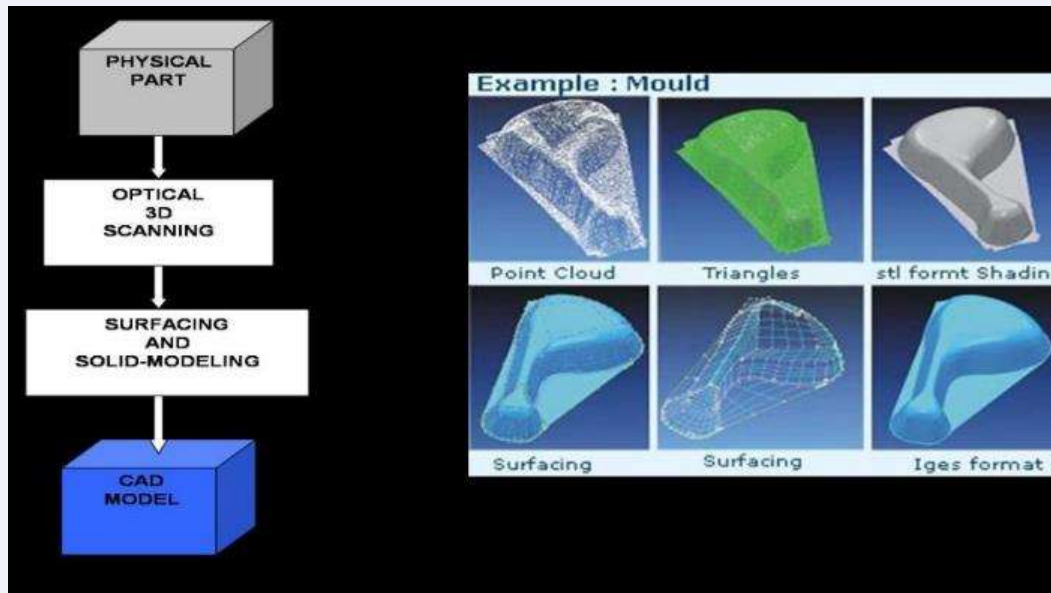 PHYSICAL
PART
OPTICAL
3D
SCANNING
SURFACING
AND
SOLID-MODELING
CAD
MODEL
Example : Mould
Point Cloud
Triangles
stl formt Shadin
Surfacing
Surfacing
Iges format